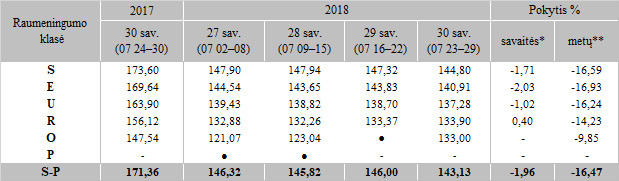 Raumeningumo klasė 2017 2018 Pokytis %
30 sav. (07 24–30) 27 sav. (07 02–08) 28 sav. (07 09–15) 29 sav. (07 16–22) 30 sav. (07 23–29) savaitės* metų**
S 173,60 147,90 147,94 147,32 144,80 -1,71 -16,59
E 169,64 144,54 143,65 143,83 140,91 -2,03 -16,93
U 163,90 139,43 138,82 138,70 137,28 -1,02 -16,24
R 156,12 132,88 132,26 133,37 133,90 0,40 -14,23
O 147,54 121,07 123,04 ● 133,00 - -9,85
P - ● ● - - - -
S-P 171,36 146,32 145,82 146,00 143,13 -1,96 -16,47